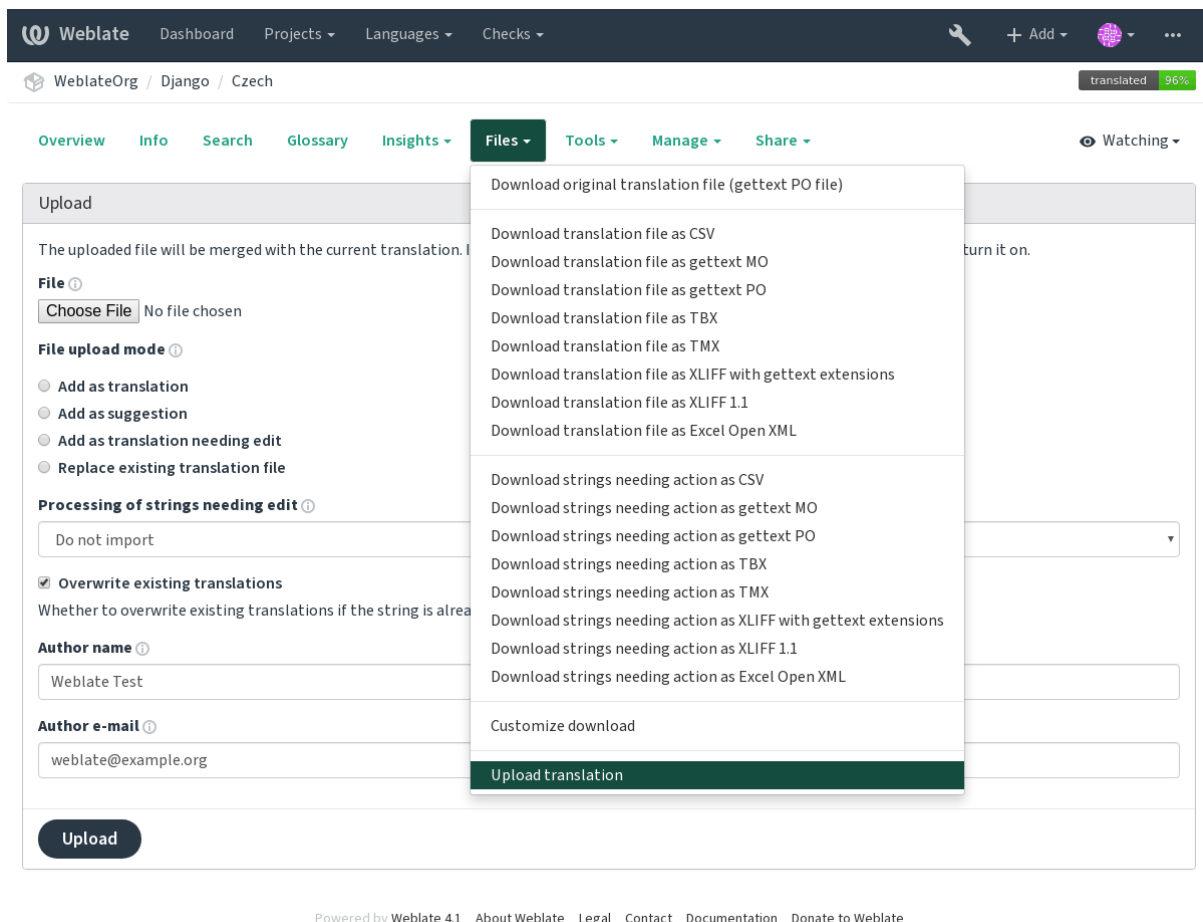 Weblate Dashboard Projects Languages Checks + Add
WeblateOrg / Django / Czech translated 96%
Overview Info Search Glossary Insights Files Tools Manage Share Watching
Download original translation file (gettext PO file)
Upload
Download translation file as CSV
The uploaded file will be merged with the current translation. turn it on.
Download translation file as gettext MO
File
Download translation file as gettext PO
Choose File No file chosen
Download translation file as TBX
File upload mode
Download translation file as TMX
Download translation file as XLIFF with gettext extensions
Add as translation
Download translation file as XLIFF 1.1
Add as suggestion
Download translation file as Excel Open XML
Add as translation needing edit
Replace existing translation file
Download strings needing action as CSV
Processing of strings needing edit
Download strings needing action as gettext MO
Do not import
Download strings needing action as gettext PO
Download strings needing action as TBX
Overwrite existing translations
Download strings needing action as TMX
Whether to overwrite existing translations if the string is
Download strings needing action as XLIFF with gettext extensions
Author name
Download strings needing action as XLIFF 1.1
Weblate Test
Download strings needing action as Excel Open XML
Author e-mail
Customize download
weblate@example.org
Upload translation
Upload
Powered by Weblate 4.1 About Weblate Legal Contact Documentation Donate to Weblate